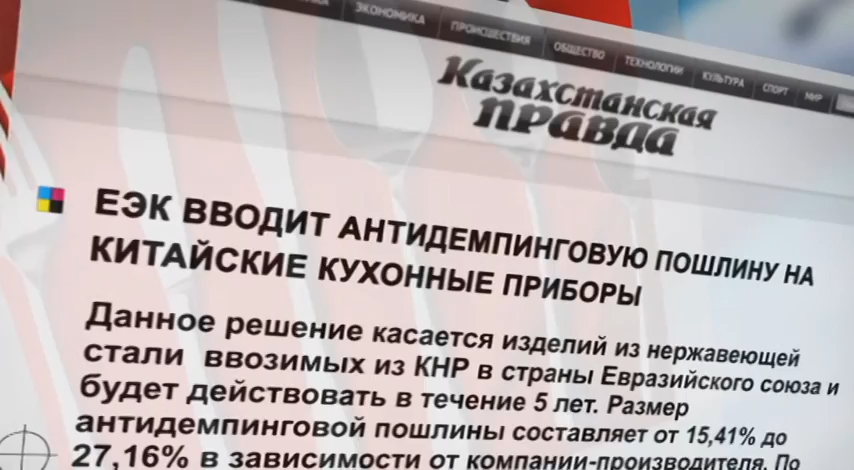 ЭКОНОМИКА ПРОИСШЕСТВИЯ ОБЩЕСТВО ТЕХНОЛОГИИ КУЛЬТУРА СПОРТ МИР
Казахстанская
правда
ЕЭК ВВОДИТ АНТИДЕМПИНГОВУЮ ПОШЛИНУ НА
КИТАЙСКИЕ КУХОННЫЕ ПРИБОРЫ
Данное решение касается изделий из нержавеющей
стали ввозимых из КНР в страны Евразийского союза и
будет действовать в течение 5 лет. Размер
антидемпинговой пошлины составляет от 15,41% до
27,16% в зависимости от компании-производителя. По